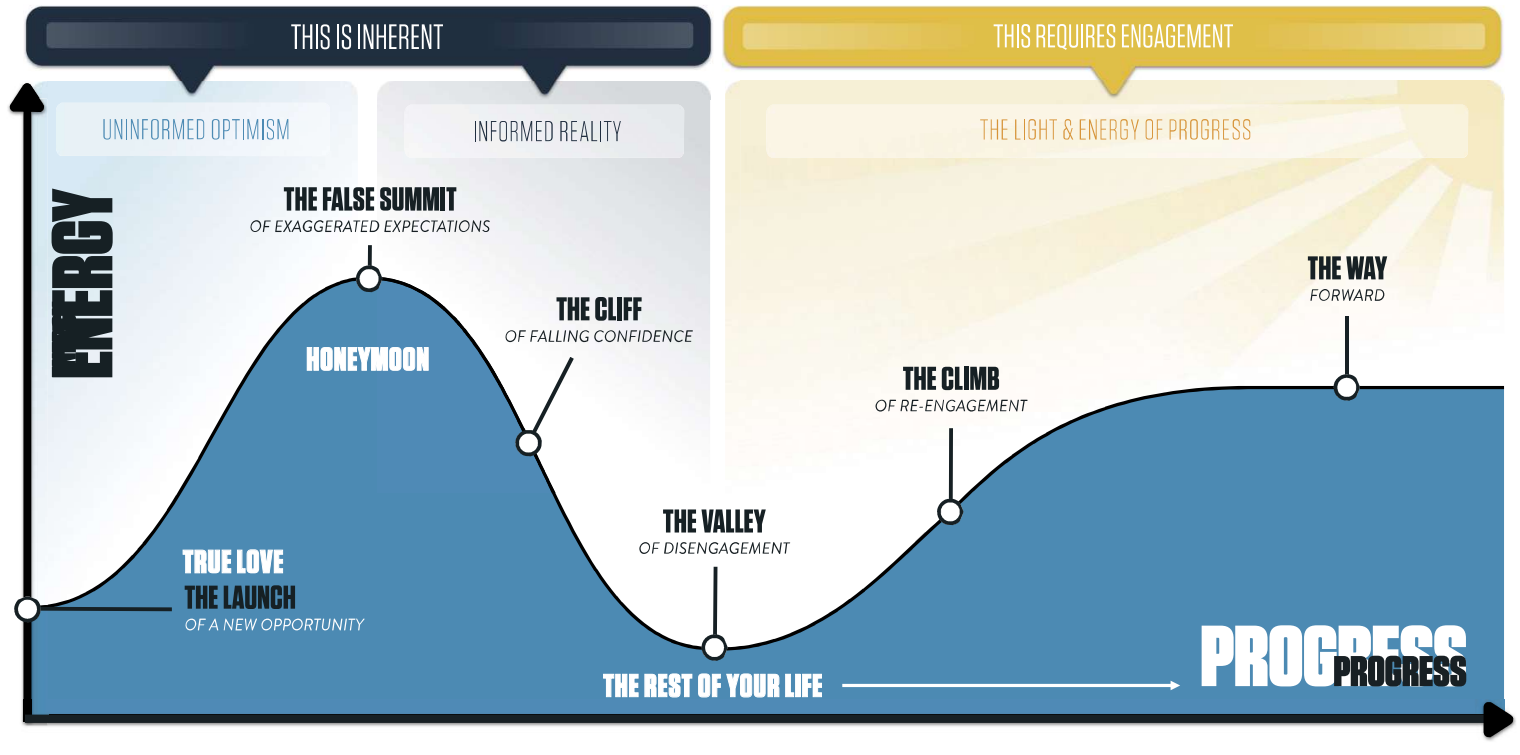 THIS IS INHERENT
THIS REQUIRES ENGAGEMENT
UNINFORMED OPTIMISM
INFORMED REALITY
THE LIGHT & ENERGY OF PROGRESS
ENERGY
THE FALSE SUMMIT
OF EXAGGERATED EXPECTATIONS
HONEYMOON
THE CLIFF
OF FALLING CONFIDENCE
TRUE LOVE
THE LAUNCH
OF A NEW OPPORTUNITY
THE VALLEY
OF DISENGAGEMENT
THE CLIMB
OF RE-ENGAGEMENT
THE WAY
FORWARD
THE REST OF YOUR LIFE
PROGRESS
PROGRESS